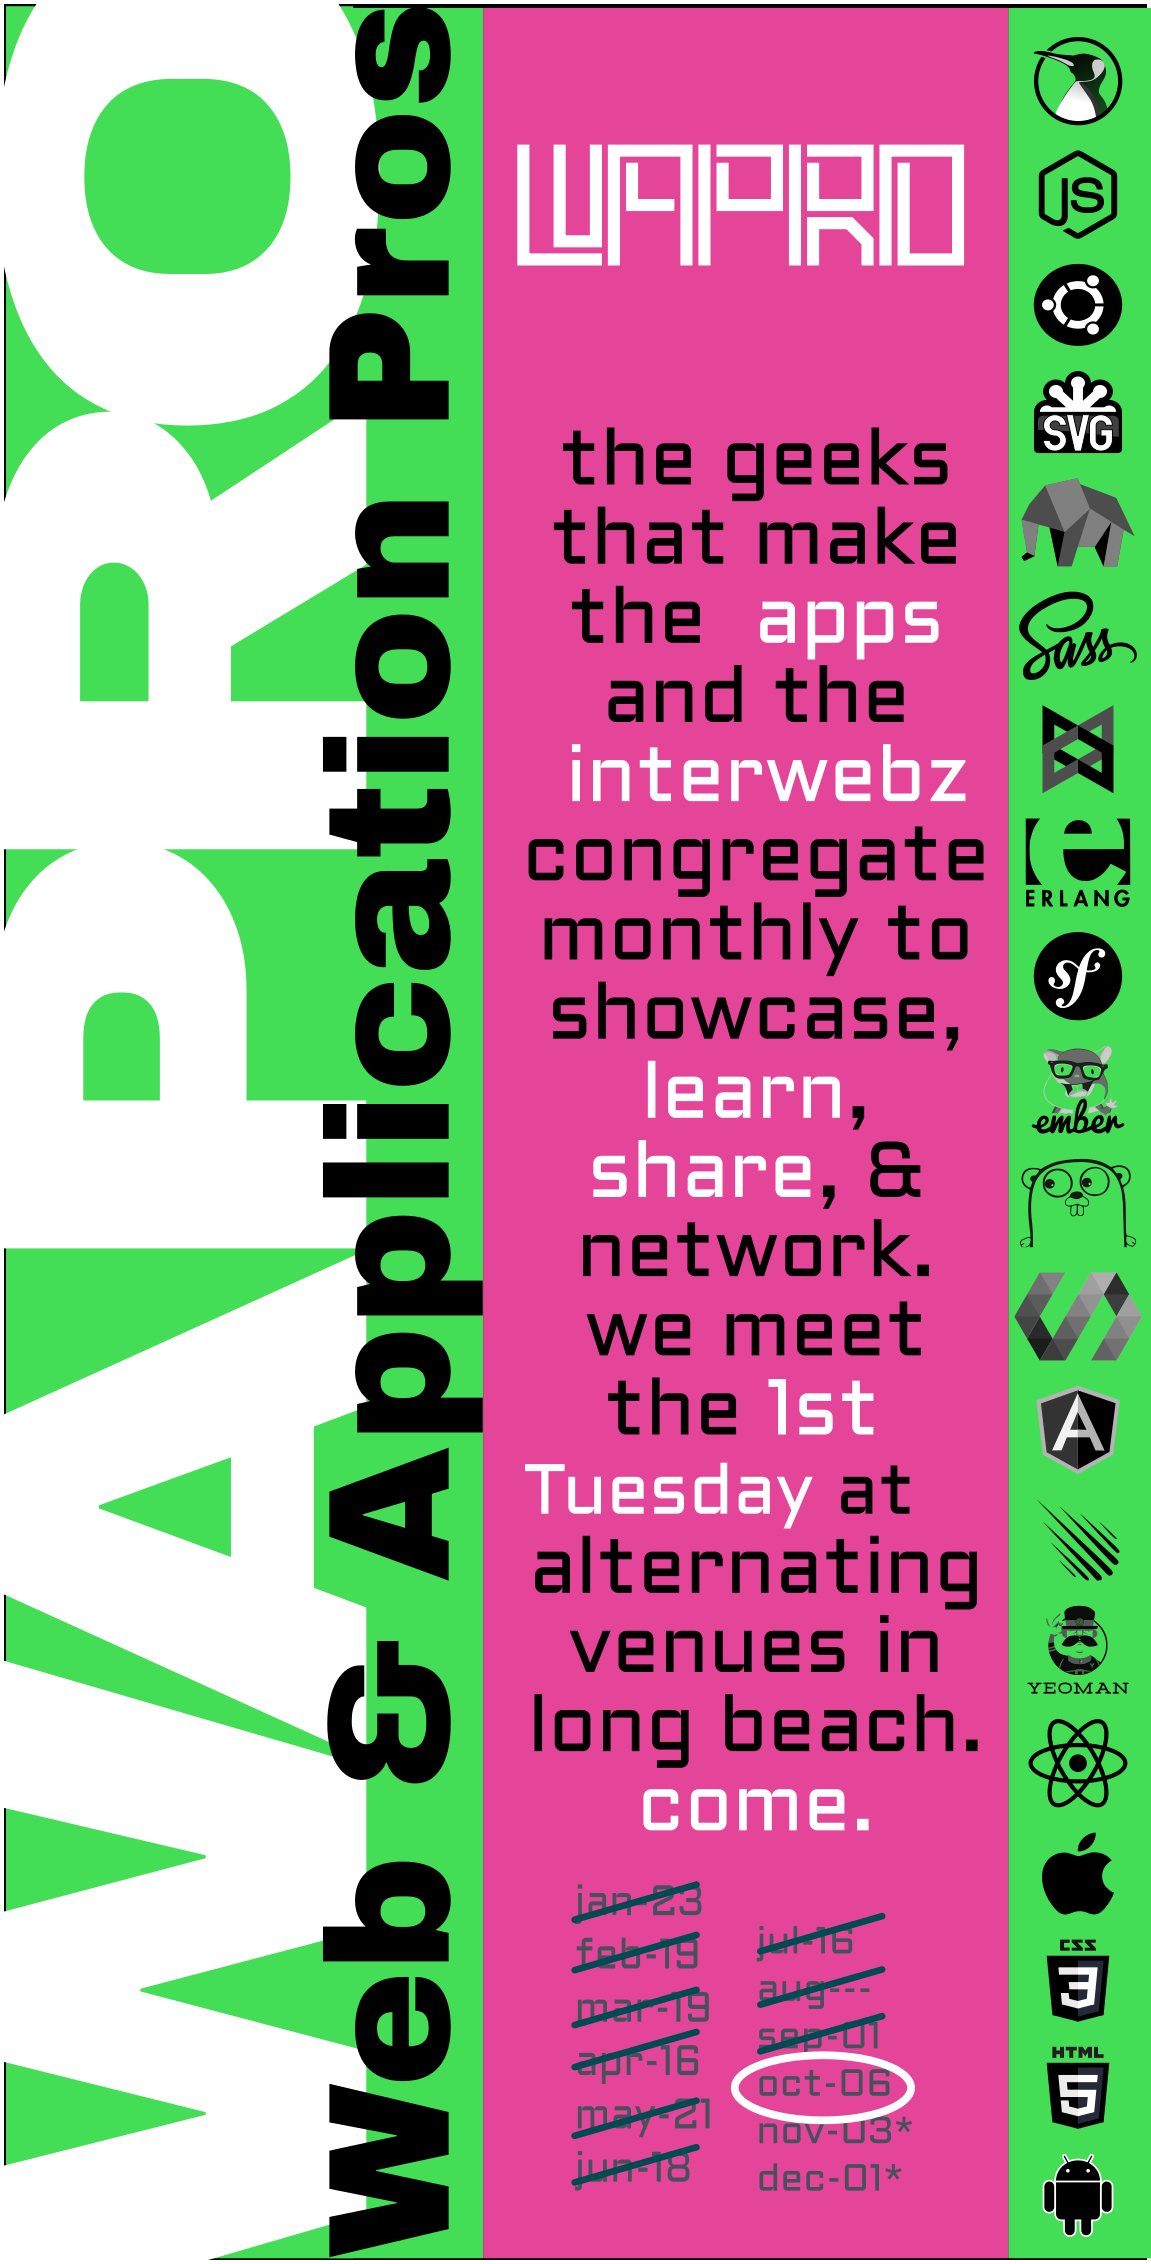 WAPRO
Web & Application Pros
WAPRO
the geeks
that make
the apps
and the
interwebz
congregate
monthly to
showcase,
learn,
share, &
network.
we meet
the 1st
Tuesday at
alternating
venues in
long beach.
come.
jan-23
feb-19
mar-19
apr-16
may-21
jun-18
jul-16
aug---
sep-01
oct-06
nov-03*
dec-01*
JS
SVG
Sass
e
ERLANG
sf
ember
A
YEOMAN
CSS
3
HTML
5